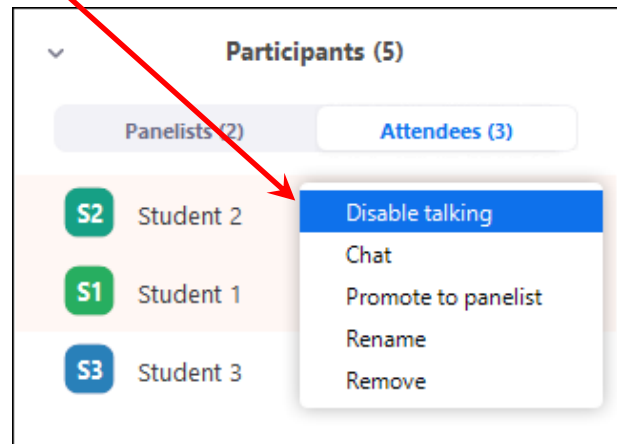 Participants (5)
Panelists (2)
Attendees (3)
S2 Student 2
Disable talking
Chat
S1 Student 1
Promote to panelist
Rename
S3 Student 3
Remove